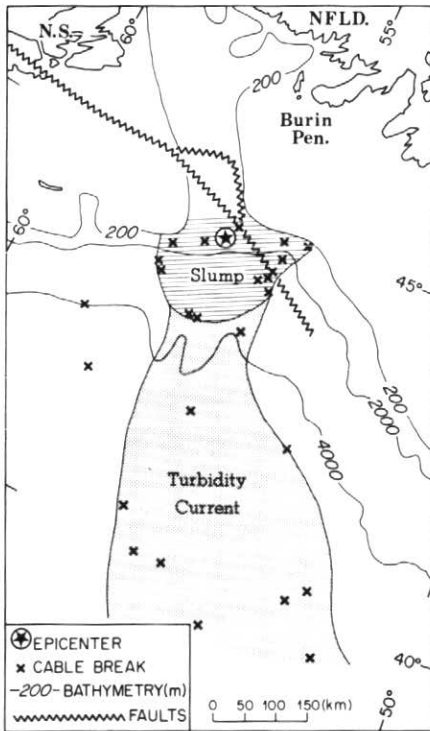 N.S.
60°
NFLD.
55°
200
Burin
Pen.
60°
200
Slump
45°
200
2000
4000
Turbidity
Current
EPICENTER
CABLE BREAK
-200- BATHYMETRY(m)
FAULTS
0 50 100 150(km)
40°
50°